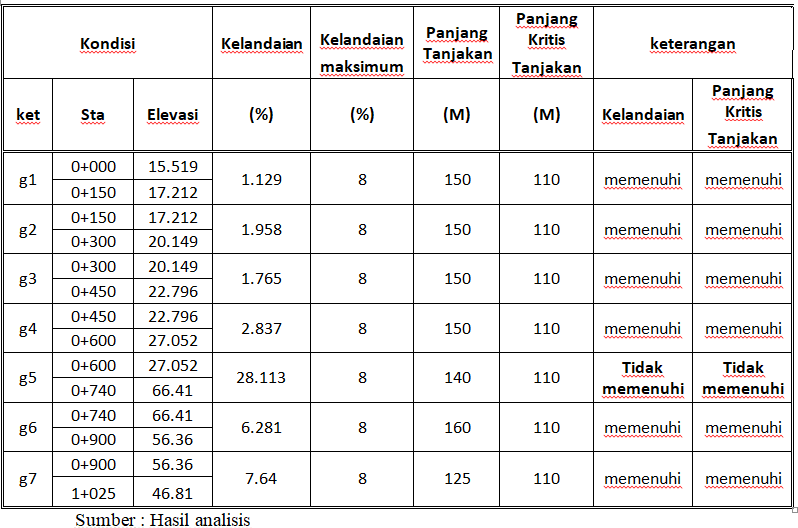 Kondisi Kelandaian Kelandaian maksimum Panjang Tanjakan Panjang Kritis Tanjakan keterangan
ket Sta Elevasi (%) (%) (M) (M) Kelandaian Panjang Kritis Tanjakan
g1 0+000 15.519 1.129 8 150 110 memenuhi memenuhi
0+150 17.212
g2 0+150 17.212 1.958 8 150 110 memenuhi memenuhi
0+300 20.149
g3 0+300 20.149 1.765 8 150 110 memenuhi memenuhi
0+450 22.796
g4 0+450 22.796 2.837 8 150 110 memenuhi memenuhi
0+600 27.052
g5 0+600 27.052 28.113 8 140 110 Tidak memenuhi Tidak memenuhi
0+740 66.41
g6 0+740 66.41 6.281 8 160 110 memenuhi memenuhi
0+900 56.36
g7 0+900 56.36 7.64 8 125 110 memenuhi memenuhi
1+025 46.81
Sumber : Hasil analisis